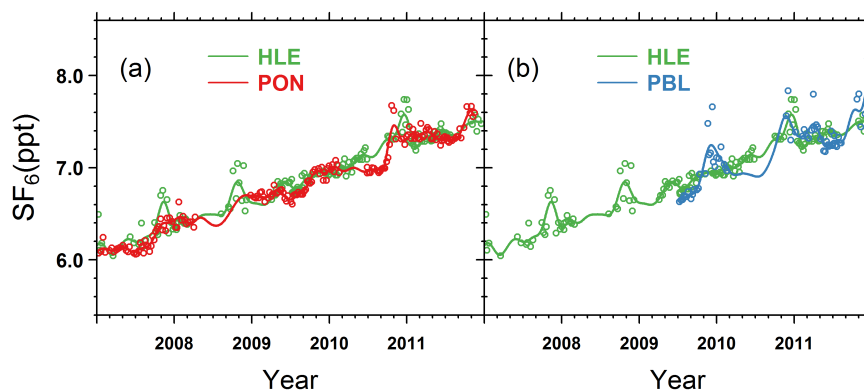 (a)
HLE
PON
(b)
HLE
PBL
SF6(ppt)
8.0
7.0
6.0
2008 2009 2010 2011
2008 2009 2010 2011
Year
Year